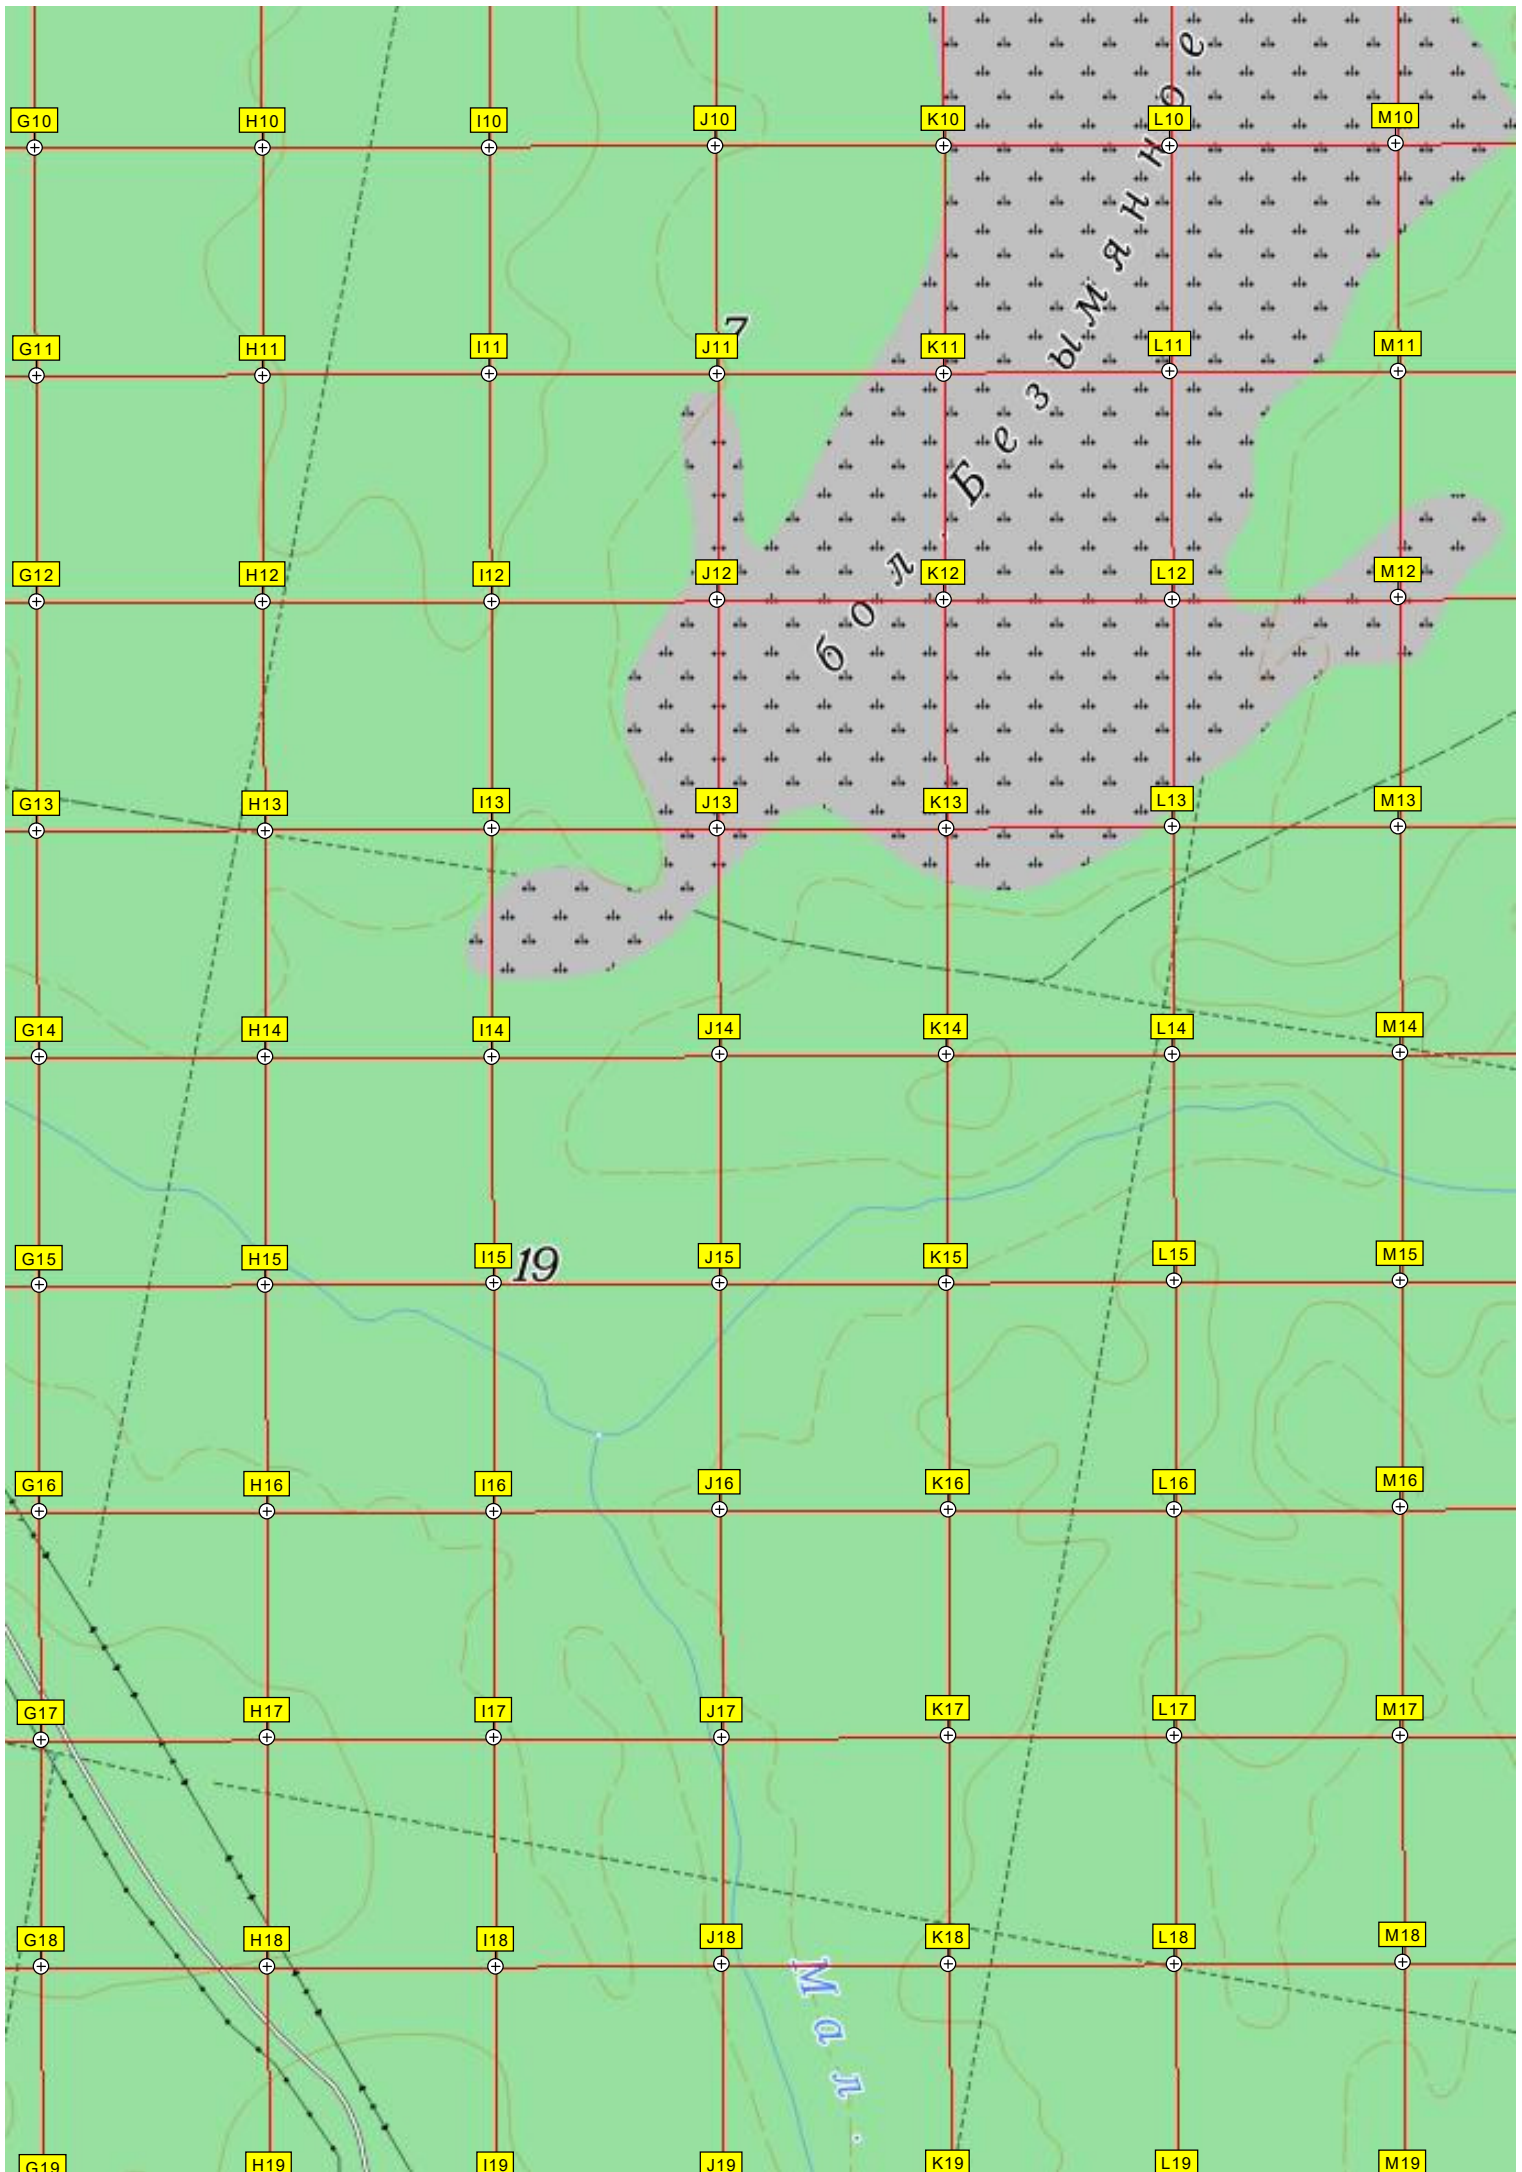 G10 H10 I10 J10 K10 L10 M10
G11 H11 I11 J11 K11 L11 M11
7
бол. Безымянное
G12 H12 I12 J12 K12 L12 M12
G13 H13 I13 J13 K13 L13 M13
G14 H14 I14 J14 K14 L14 M14
G15 H15 I15 J15 K15 L15 M15
19
G16 H16 I16 J16 K16 L16 M16
G17 H17 I17 J17 K17 L17 M17
G18 H18 I18 J18 K18 L18 M18
Мал.
G19 H19 I19 J19 K19 L19 M19